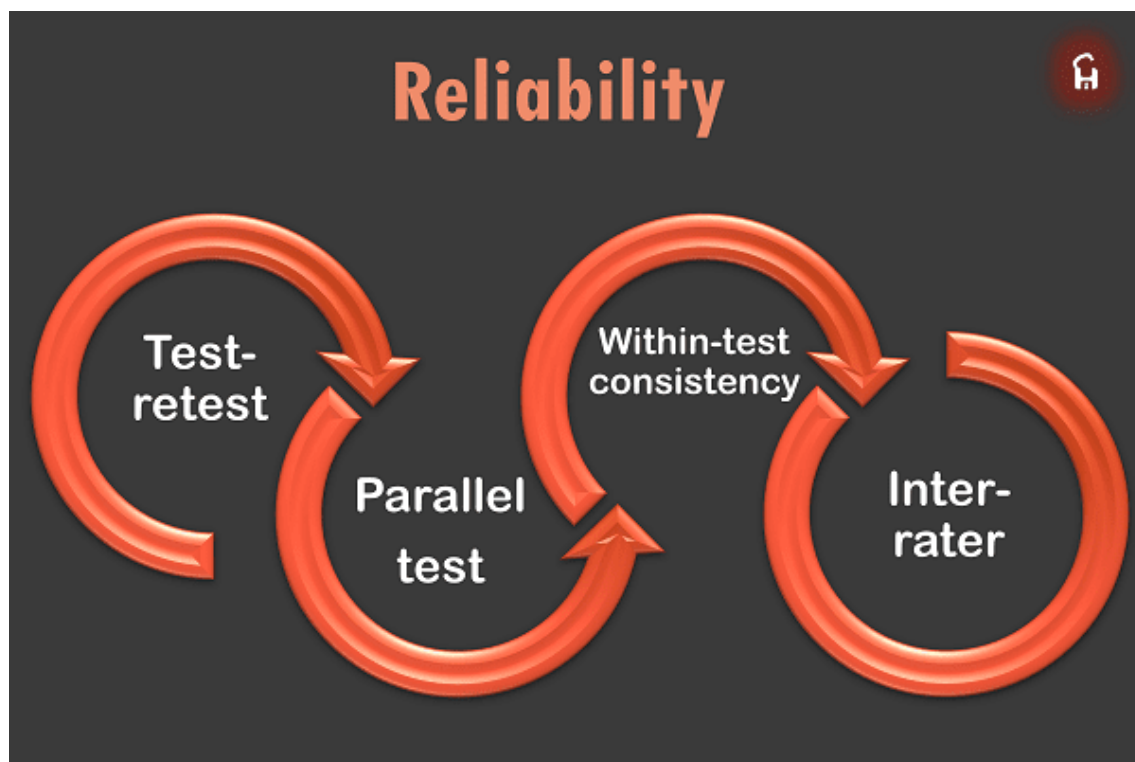 Reliability
Test-
retest
Parallel
test
Within-test
consistency
Inter-
rater